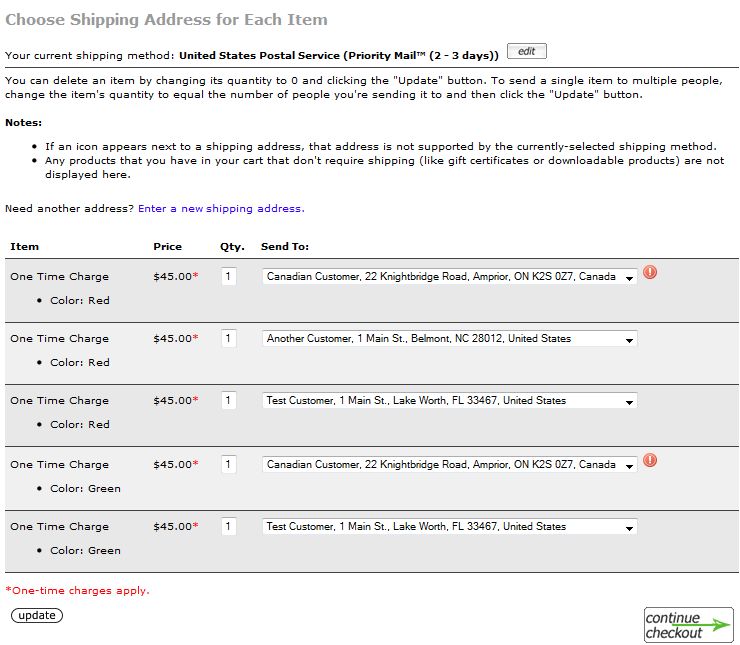 Choose Shipping Address for Each Item
Your current shipping method: United States Postal Service (Priority Mail™ (2 - 3 days)) edit
You can delete an item by changing its quantity to 0 and clicking the "Update" button. To send a single item to multiple people,
change the item's quantity to equal the number of people you're sending it to and then click the "Update" button.
Notes:
• If an icon appears next to a shipping address, that address is not supported by the currently-selected shipping method.
• Any products that you have in your cart that don't require shipping (like gift certificates or downloadable products) are not
displayed here.
Need another address? Enter a new shipping address.
Item Price Qty. Send To:
One Time Charge $45.00* 1 Canadian Customer, 22 Knightbridge Road, Amprior, ON K2S 0Z7, Canada
• Color: Red
One Time Charge $45.00* 1 Another Customer, 1 Main St., Belmont, NC 28012, United States
• Color: Red
One Time Charge $45.00* 1 Test Customer, 1 Main St., Lake Worth, FL 33467, United States
• Color: Red
One Time Charge $45.00* 1 Canadian Customer, 22 Knightbridge Road, Amprior, ON K2S 0Z7, Canada
• Color: Green
One Time Charge $45.00* 1 Test Customer, 1 Main St., Lake Worth, FL 33467, United States
• Color: Green
*One-time charges apply.
update
continue
checkout